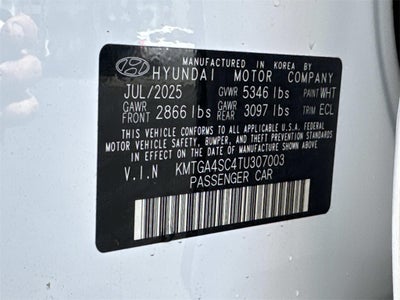 MANUFACTURED IN KOREA BY
HYUNDAI MOTOR COMPANY
JUL/2025 GVWR 5346 lbs PAINT WHT
GAWR FRONT 2866 lbs GAWR REAR 3097 lbs TRIM ECL
THIS VEHICLE CONFORMS TO ALL APPLICABLE U.S.A. FEDERAL
MOTOR VEHICLE SAFETY, BUMPER, AND THEFT PREVENTION STANDARDS
IN EFFECT ON THE DATE OF MANUFACTURE SHOWN ABOVE.
V.I.N KMTGA4SC4TU307003
PASSENGER CAR